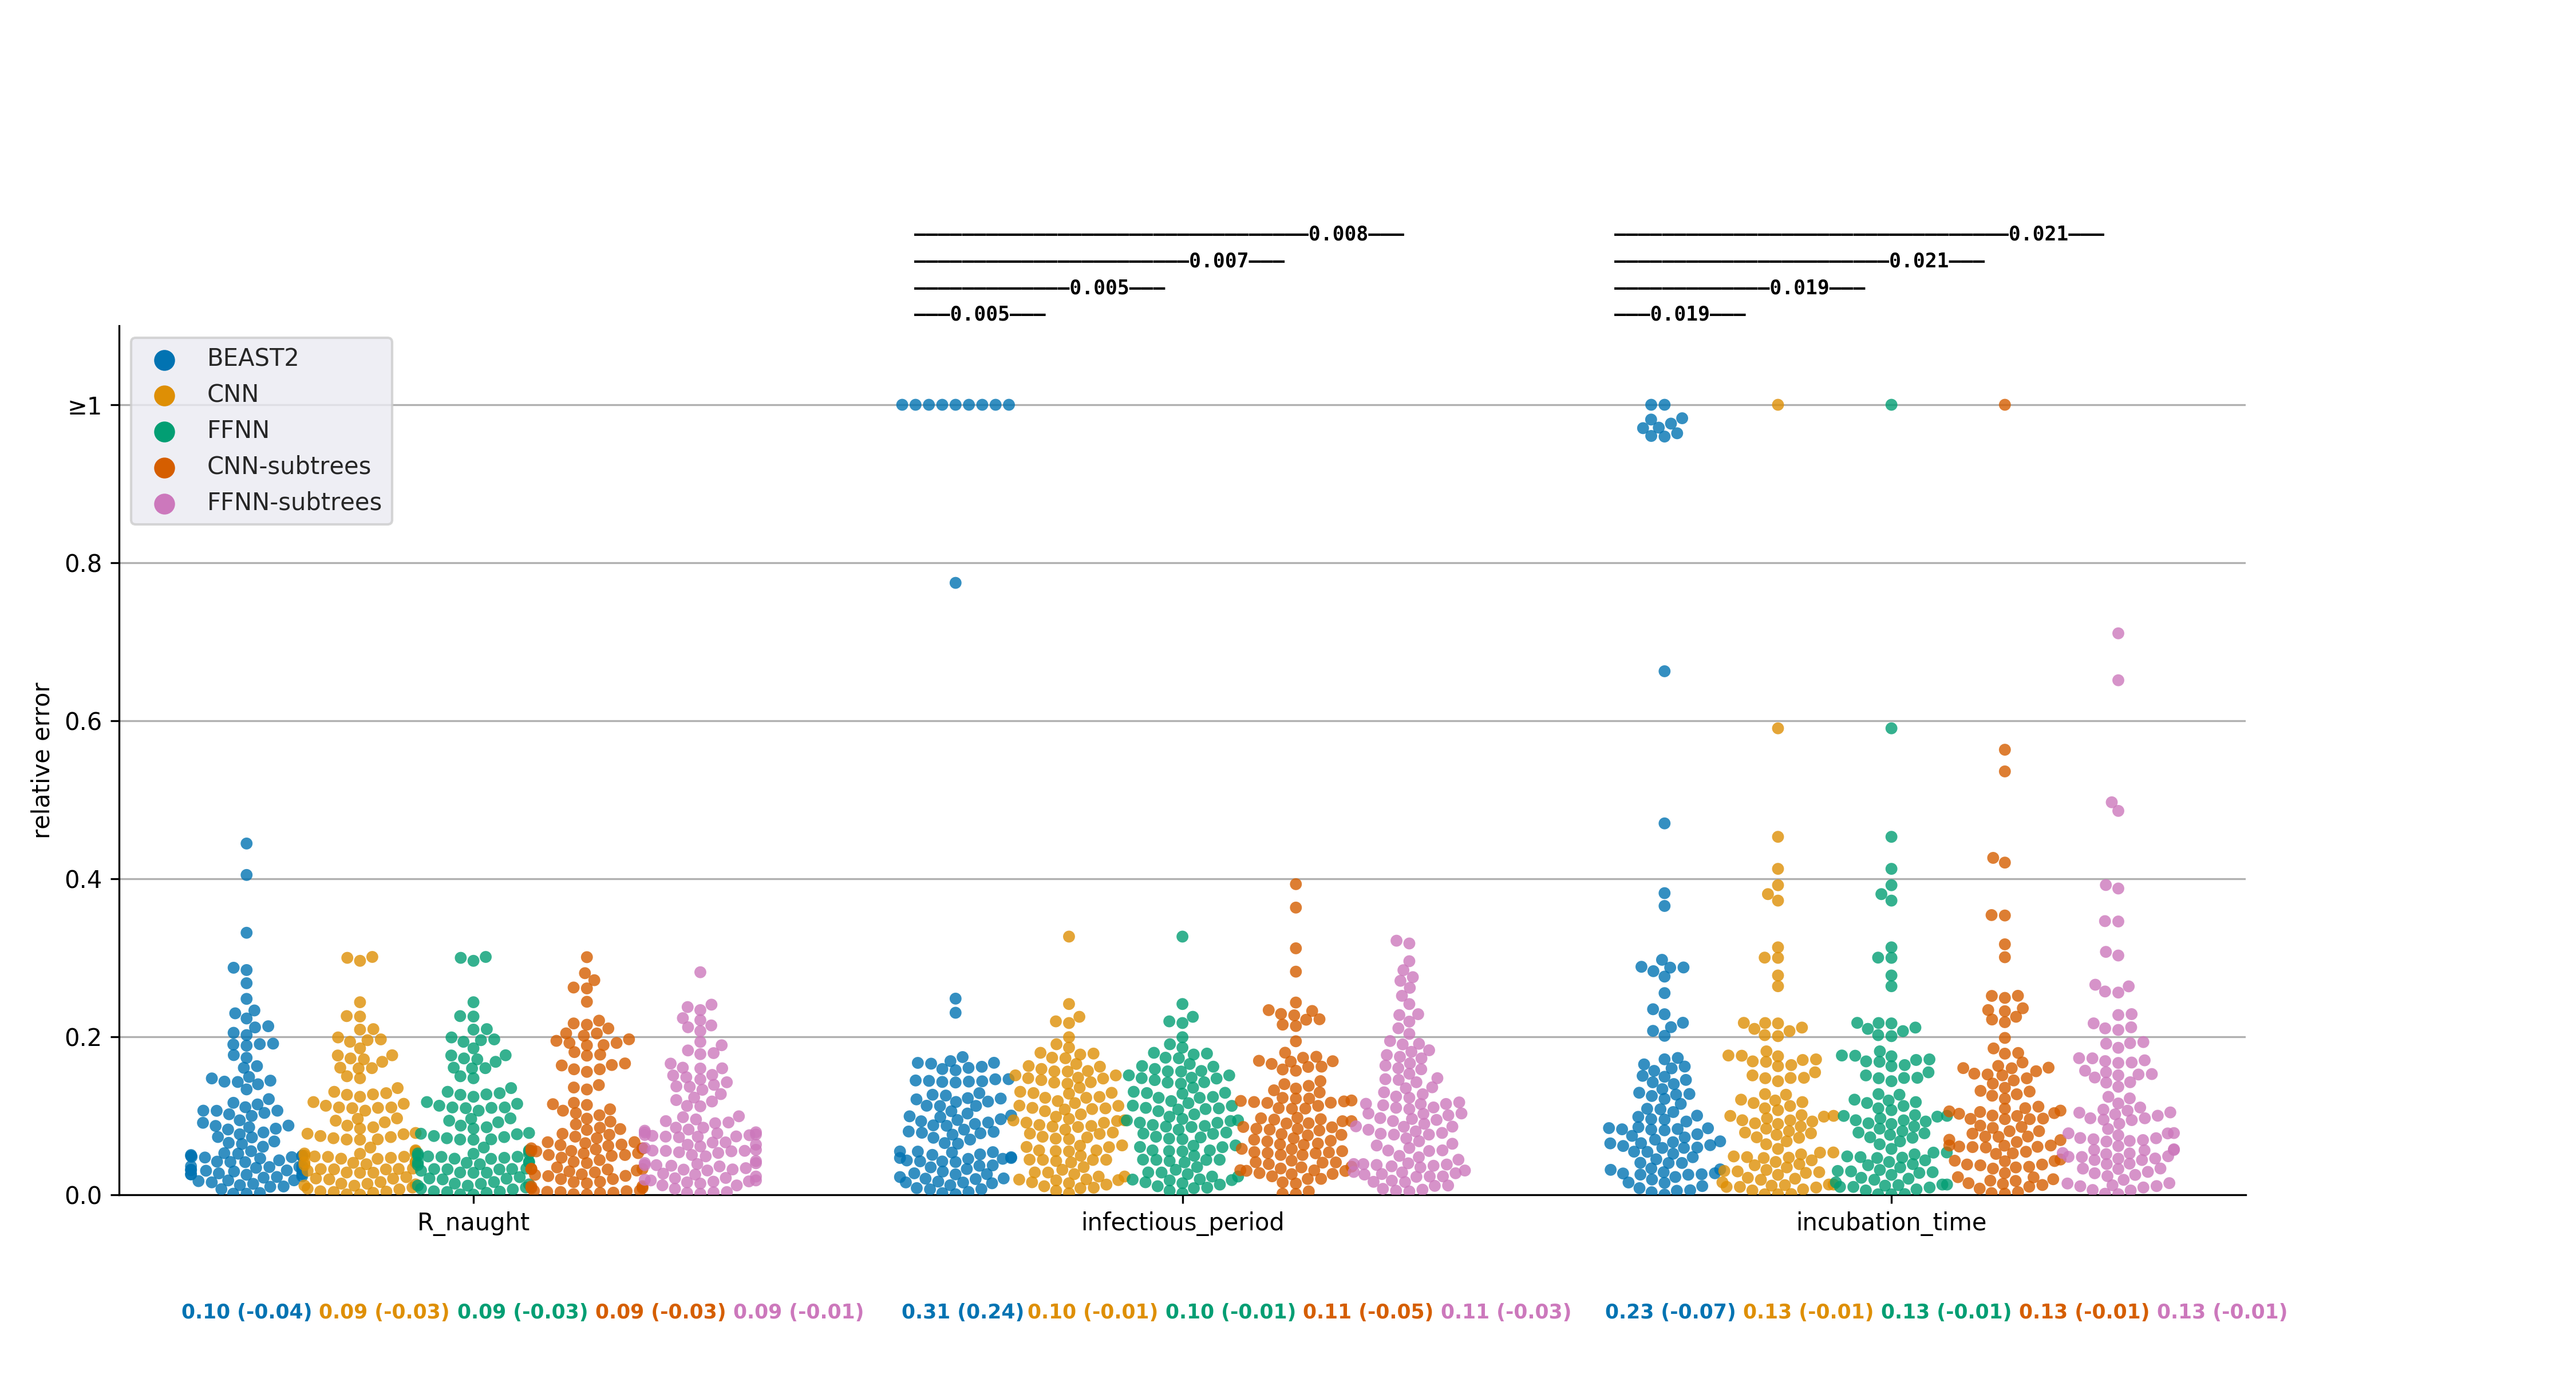 0.008
0.021
0.007
0.021
0.005
0.019
0.005
0.019
BEAST2
CNN
FFNN
CNN-subtrees
FFNN-subtrees
≥1
0.8
0.6
0.4
0.2
0.0
relative error
R_naught
infectious_period
incubation_time
0.10 (-0.04) 0.09 (-0.03) 0.09 (-0.03) 0.09 (-0.03) 0.09 (-0.01)
0.31 (0.24) 0.10 (-0.01) 0.10 (-0.01) 0.11 (-0.05) 0.11 (-0.03)
0.23 (-0.07) 0.13 (-0.01) 0.13 (-0.01) 0.13 (-0.01) 0.13 (-0.01)